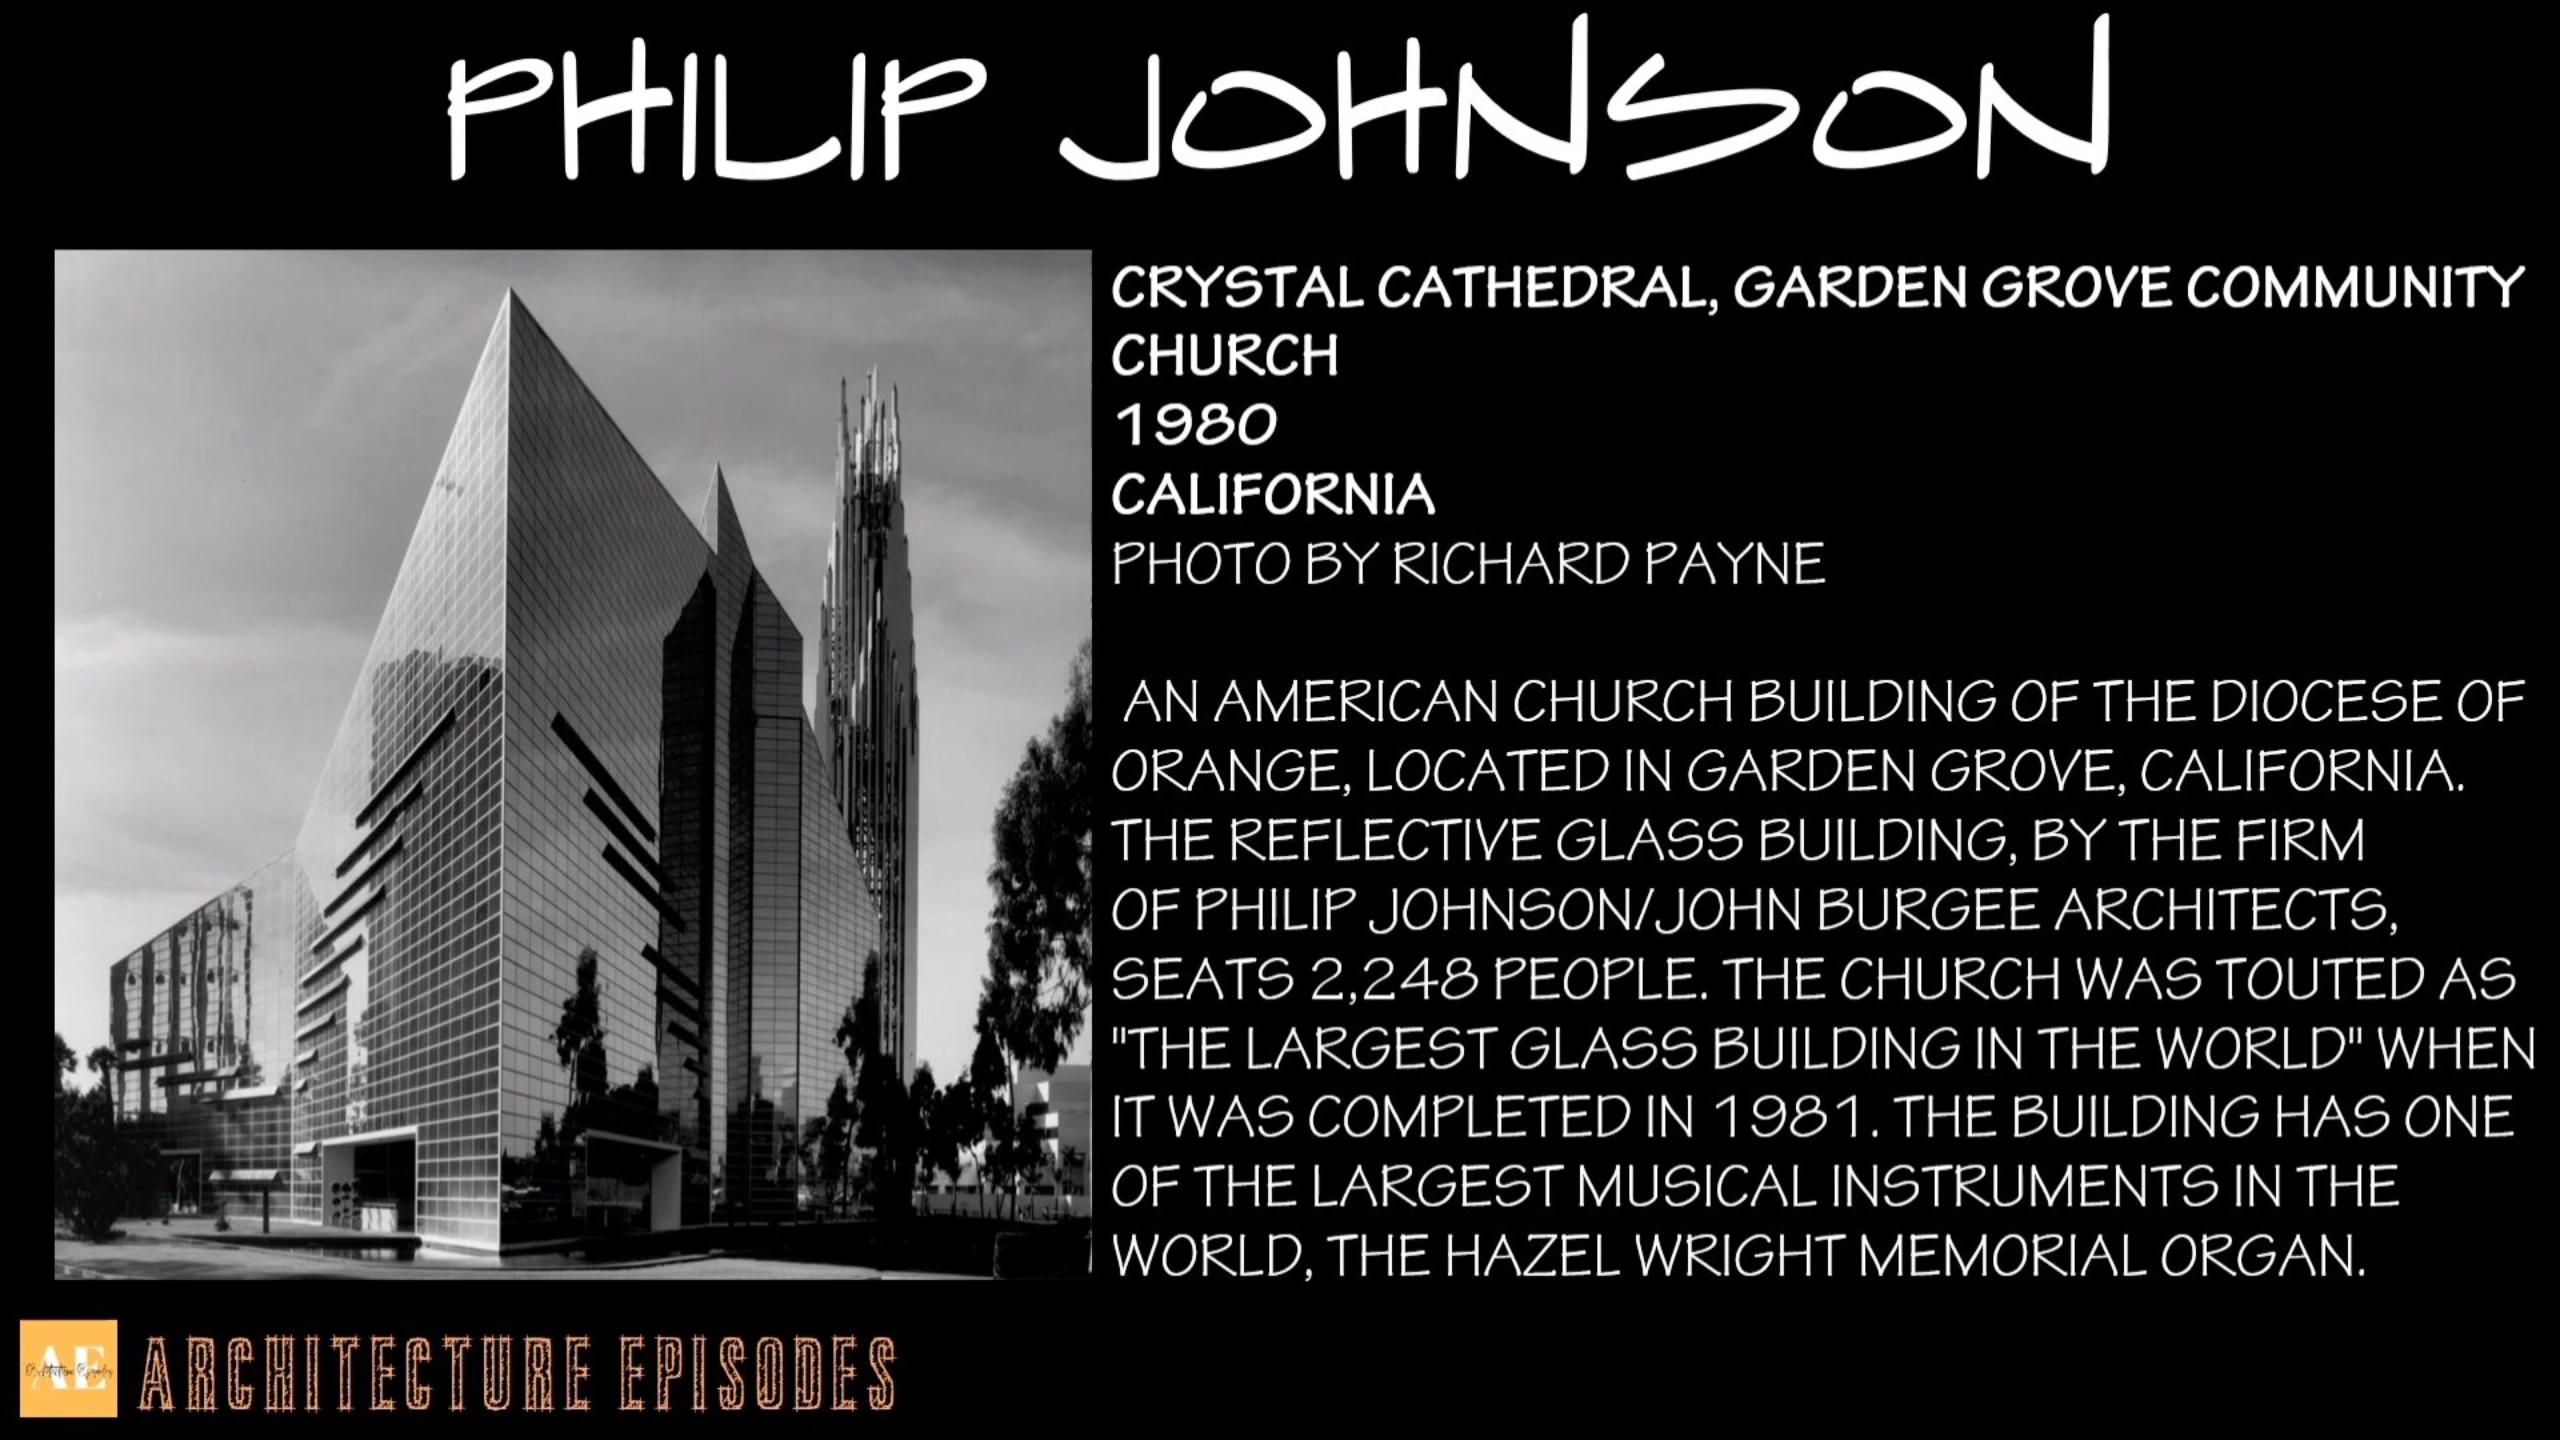 PHILIP JOHNSON
CRYSTAL CATHEDRAL, GARDEN GROVE COMMUNITY
CHURCH
1980
CALIFORNIA
PHOTO BY RICHARD PAYNE
AN AMERICAN CHURCH BUILDING OF THE DIOCESE OF
ORANGE, LOCATED IN GARDEN GROVE, CALIFORNIA.
THE REFLECTIVE GLASS BUILDING, BY THE FIRM
OF PHILIP JOHNSON/JOHN BURGEE ARCHITECTS,
SEATS 2,248 PEOPLE. THE CHURCH WAS TOUTED AS
"THE LARGEST GLASS BUILDING IN THE WORLD" WHEN
IT WAS COMPLETED IN 1981. THE BUILDING HAS ONE
OF THE LARGEST MUSICAL INSTRUMENTS IN THE
WORLD, THE HAZEL WRIGHT MEMORIAL ORGAN.
AE
ARCHITECTURE EPISODES